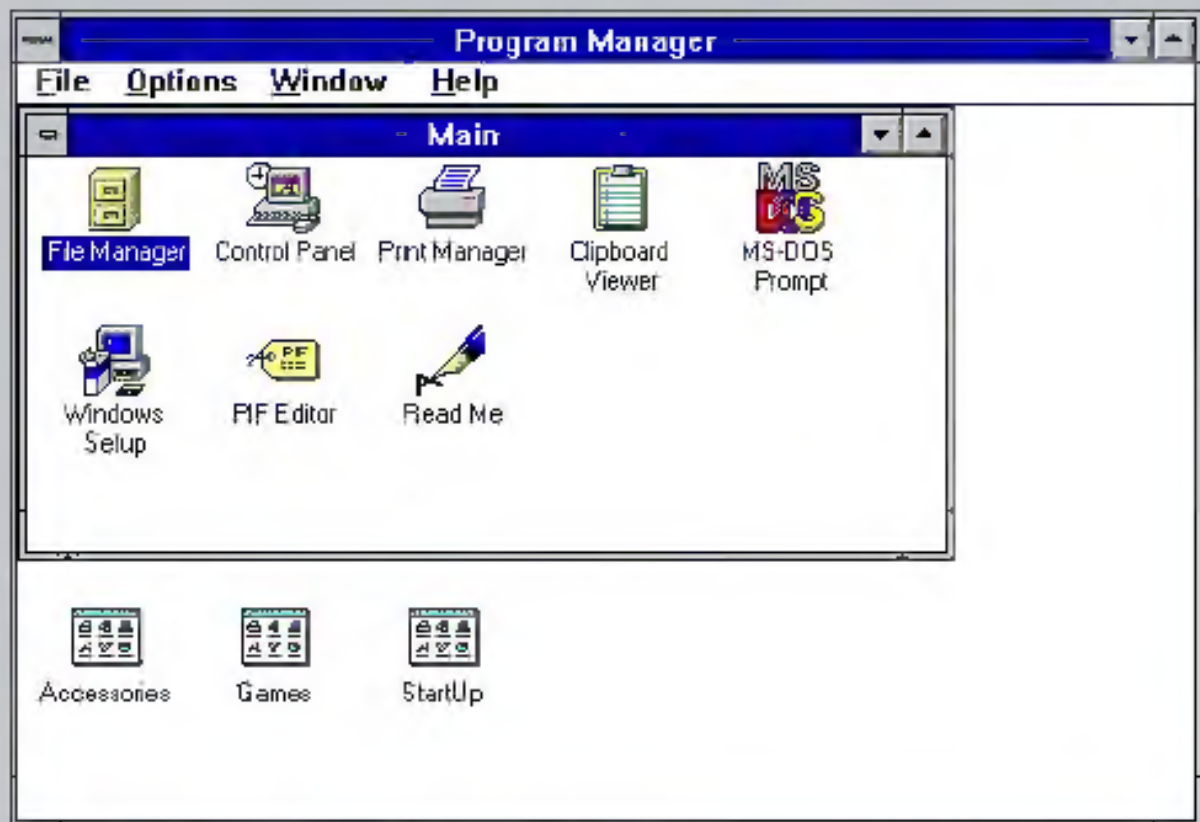 Program Manager
File Options Window Help
Main
File Manager Control Panel Print Manager Clipboard Viewer MS-DOS Prompt
Windows Setup PIF Editor Read Me
Accessories Games StartUp